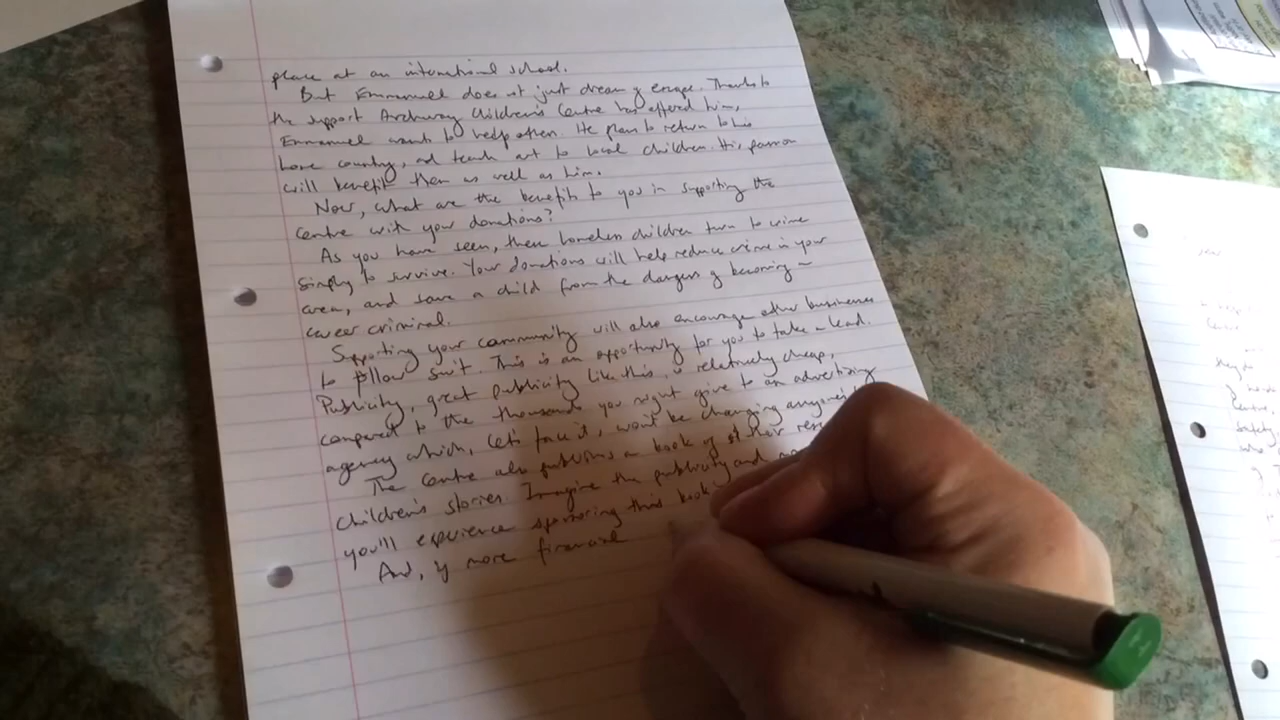 place at an international school.
But Emmanuel does not just dream of escape. Thanks to
the support Archway Children's Centre has offered him,
Emmanuel wants to help others. He plans to return to his
home country, and teach art to local children. His passion
will benefit them as well as him.
Now, what are the benefits to you in supporting the
Centre with your donations?
As you have seen, these homeless children turn to crime
simply to survive. Your donations will help reduce crime in your
area, and save a child from the dangers of becoming a
career criminal.
Supporting your community will also encourage other businesses
to follow suit. This is an opportunity for you to take a lead.
Publicity, great publicity like this, is relatively cheap,
compared to the thousands you might give to an advertising
agency which, let's face it, won't be changing anyone's
The Centre also publishes a book of their
children's stories. Imagine the publicity and
you'll experience sponsoring this book
And, if more financial